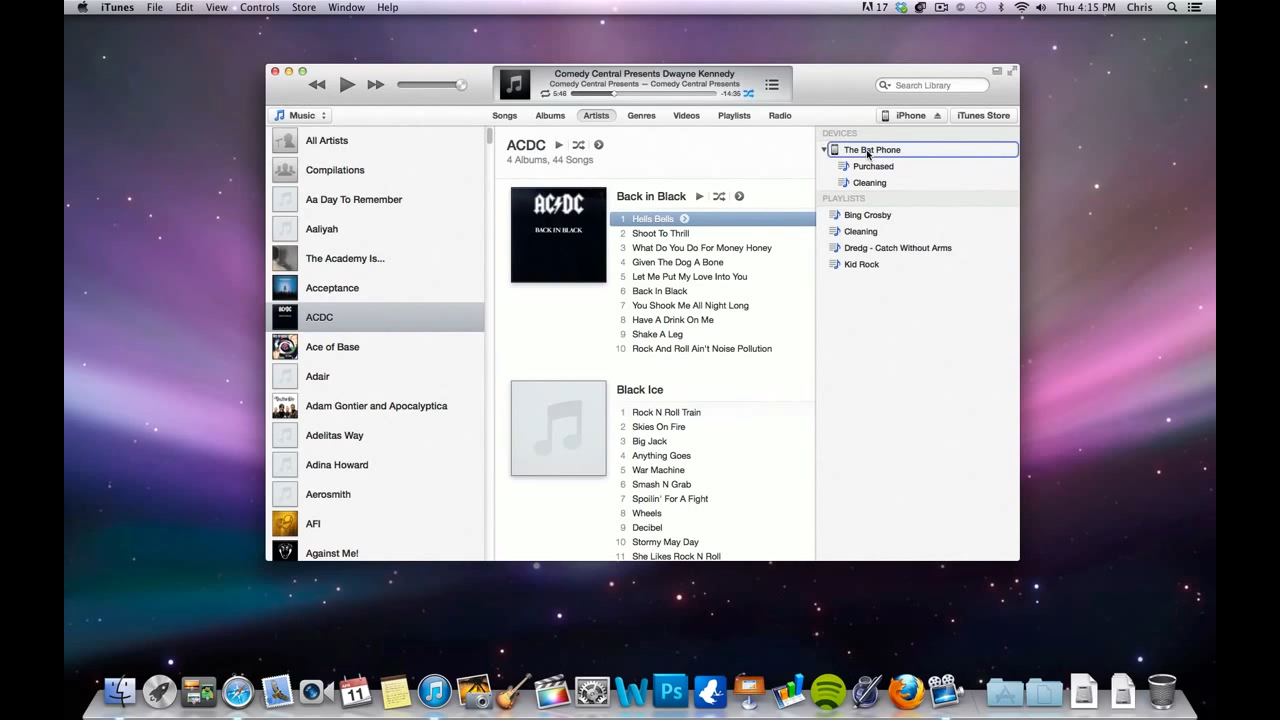 iTunes File Edit View Controls Store Window Help
17 Thu 4:15 PM Chris
Comedy Central Presents Dwayne Kennedy
Comedy Central Presents — Comedy Central Presents
5:46 -14:35
Search Library
Music
Songs Albums Artists Genres Videos Playlists Radio
iPhone iTunes Store
All Artists
Compilations
Aa Day To Remember
Aaliyah
The Academy Is...
Acceptance
ACDC
Ace of Base
Adair
Adam Gontier and Apocalyptica
Adelitas Way
Adina Howard
Aerosmith
AFI
Against Me!
ACDC
4 Albums, 44 Songs
AC/DC
BACK IN BLACK
Back in Black
1 Hells Bells
2 Shoot To Thrill
3 What Do You Do For Money Honey
4 Given The Dog A Bone
5 Let Me Put My Love Into You
6 Back In Black
7 You Shook Me All Night Long
8 Have A Drink On Me
9 Shake A Leg
10 Rock And Roll Ain't Noise Pollution
Black Ice
1 Rock N Roll Train
2 Skies On Fire
3 Big Jack
4 Anything Goes
5 War Machine
6 Smash N Grab
7 Spoilin' For A Fight
8 Wheels
9 Decibel
10 Stormy May Day
11 She Likes Rock N Roll
DEVICES
The Bat Phone
Purchased
Cleaning
PLAYLISTS
Bing Crosby
Cleaning
Dredg - Catch Without Arms
Kid Rock
11
W
Ps